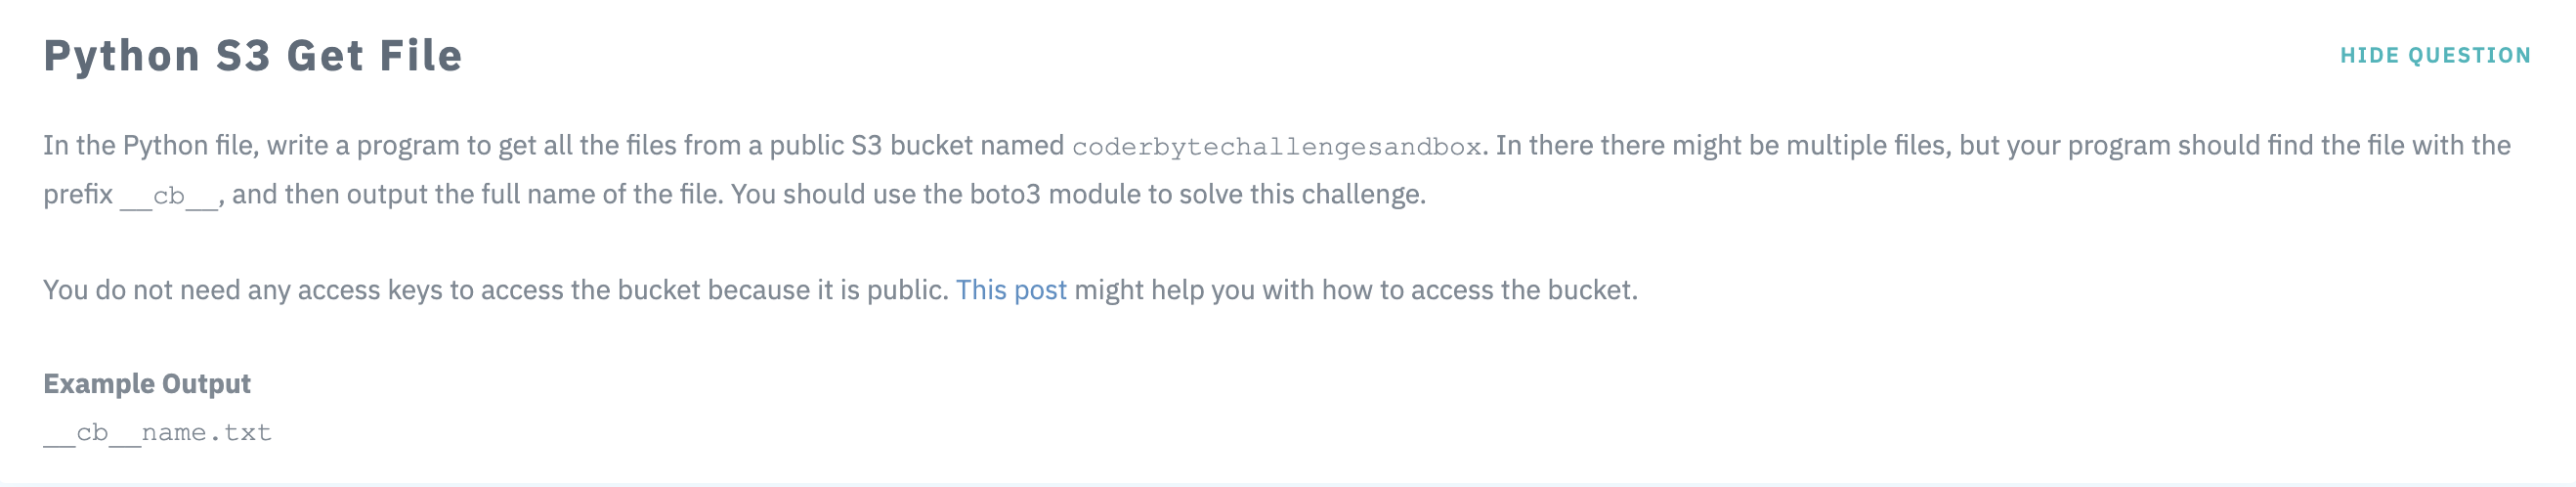 Python S3 Get File
HIDE QUESTION
In the Python file, write a program to get all the files from a public S3 bucket named coderbytechallengesandbox. In there there might be multiple files, but your program should find the file with the
prefix __cb__, and then output the full name of the file. You should use the boto3 module to solve this challenge.
You do not need any access keys to access the bucket because it is public. This post might help you with how to access the bucket.
Example Output
__cb__name.txt